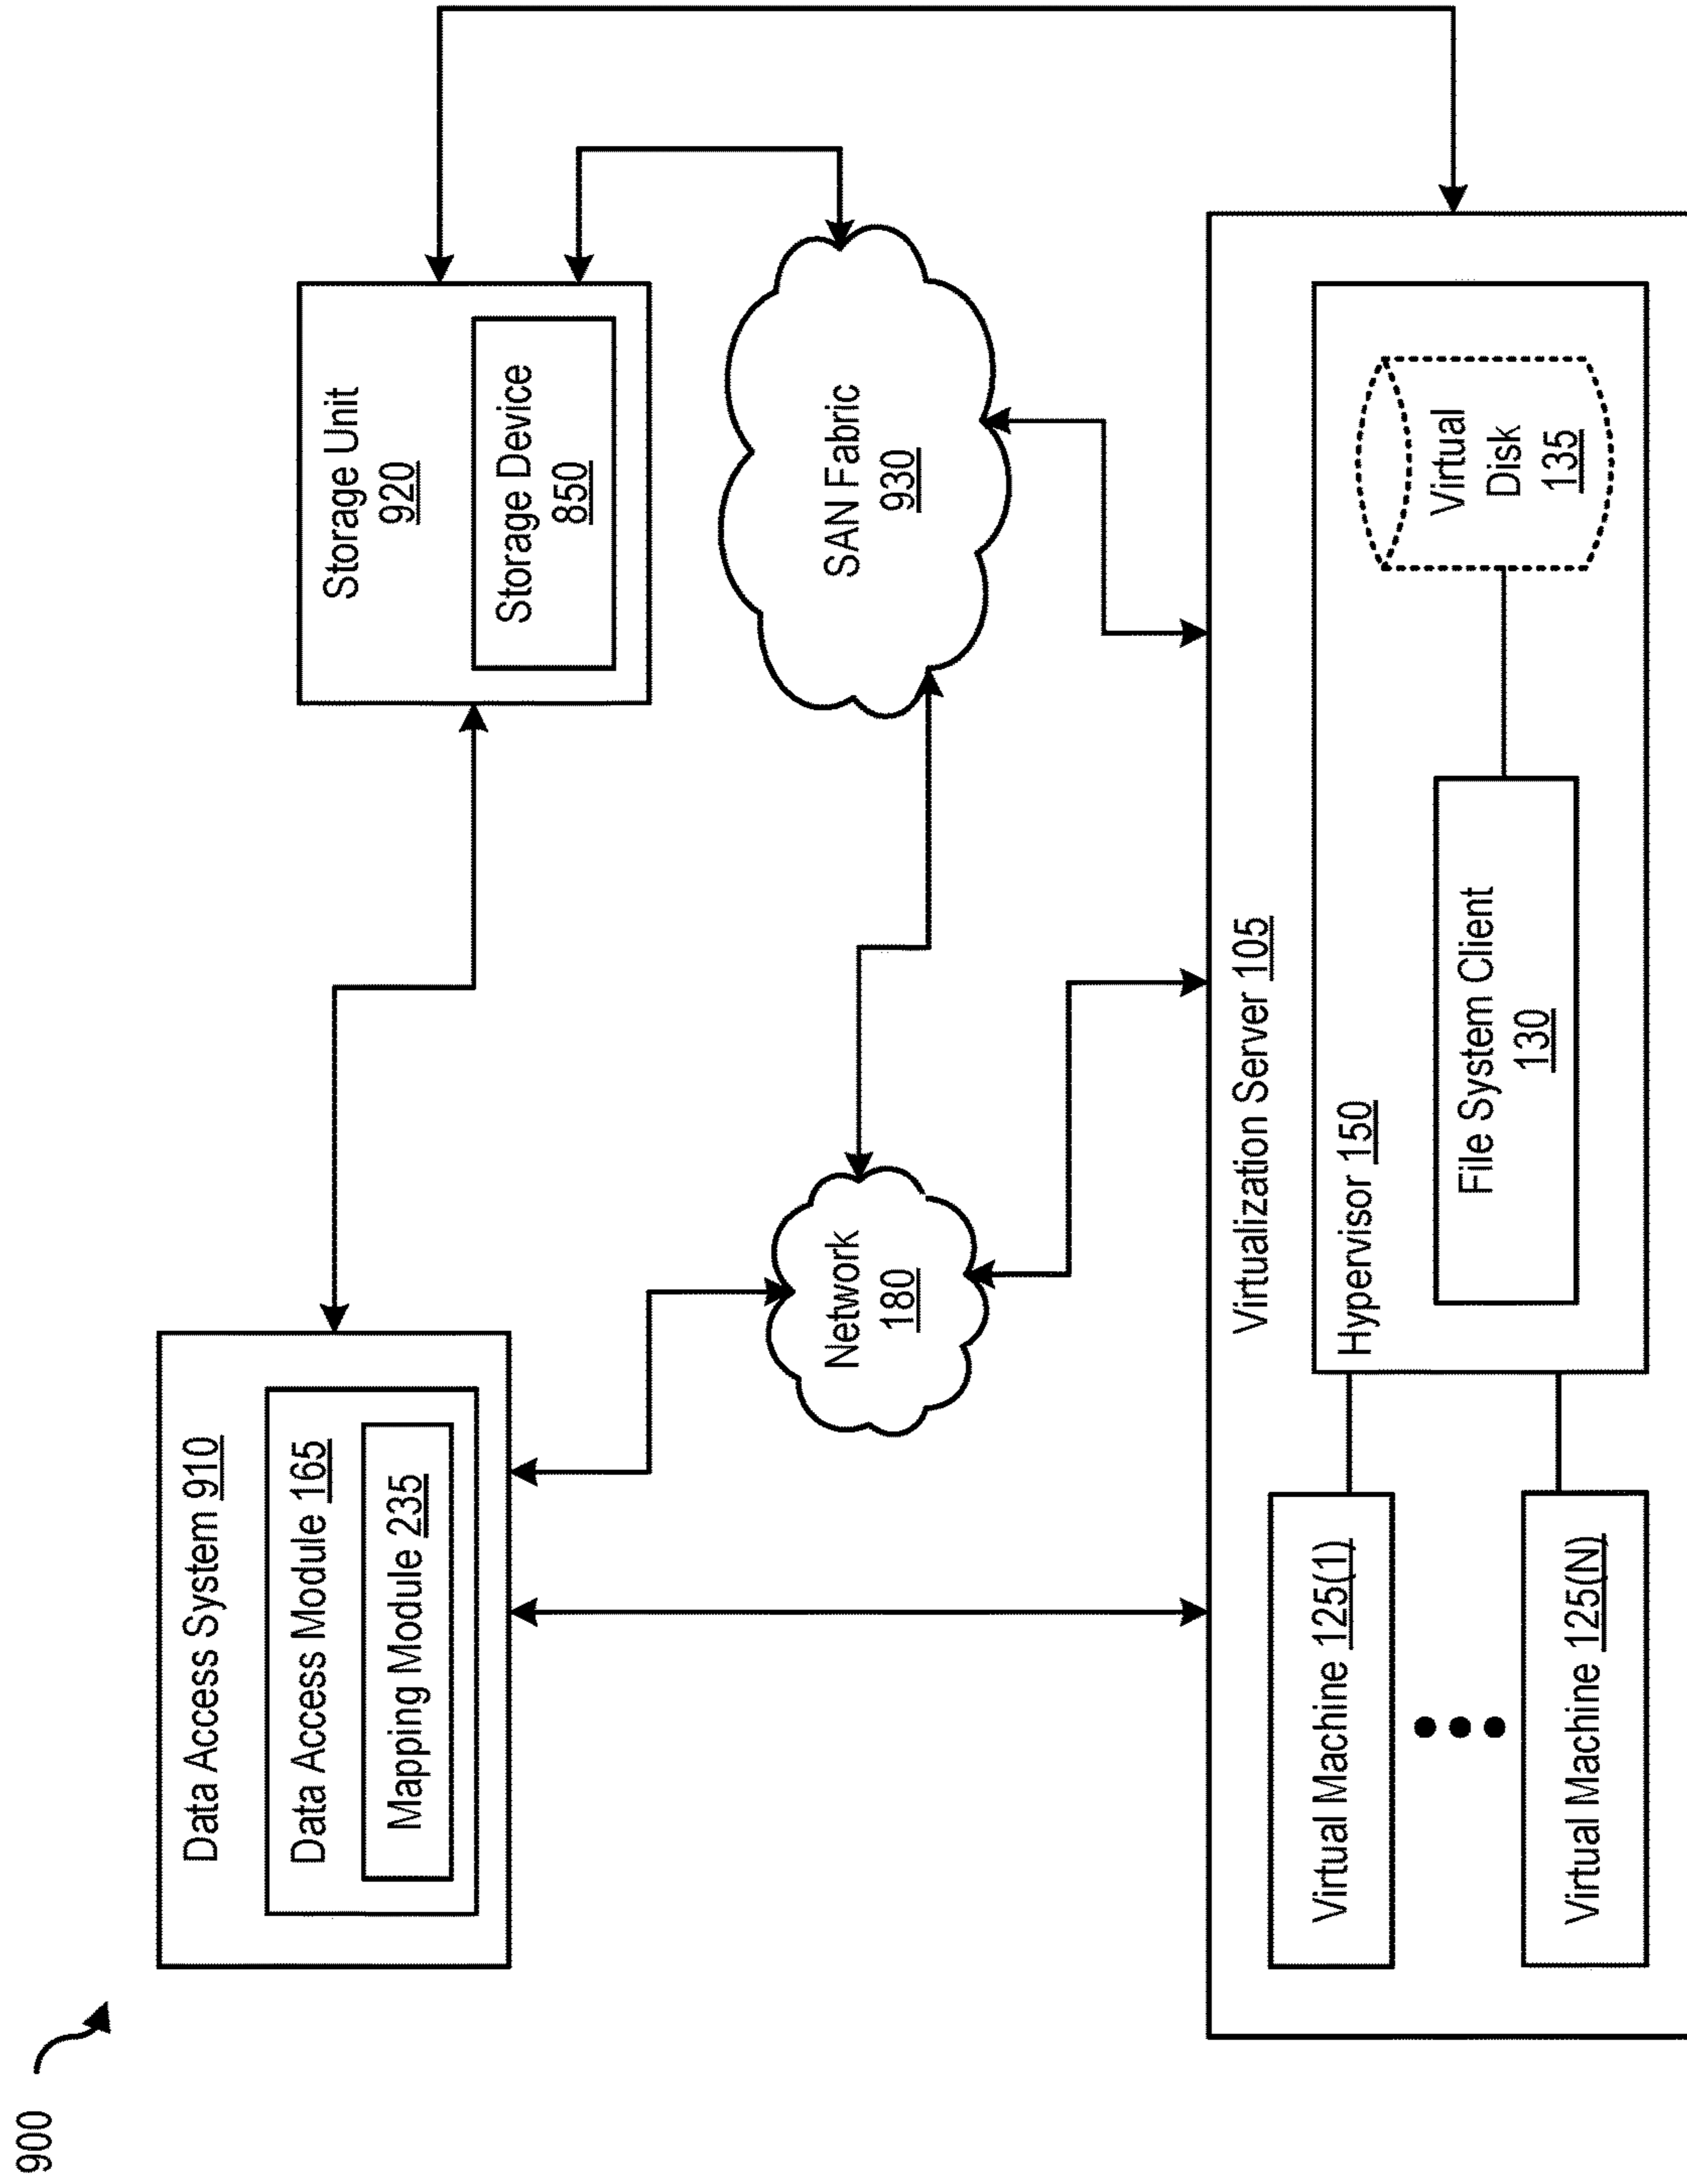 900
Data Access System 910
Data Access Module 165
Mapping Module 235
Storage Unit
920
Storage Device
850
Network
180
SAN Fabric
930
Virtualization Server 105
Virtual Machine 125(1)
Virtual Machine 125(N)
Hypervisor 150
File System Client
130
Virtual
Disk
135